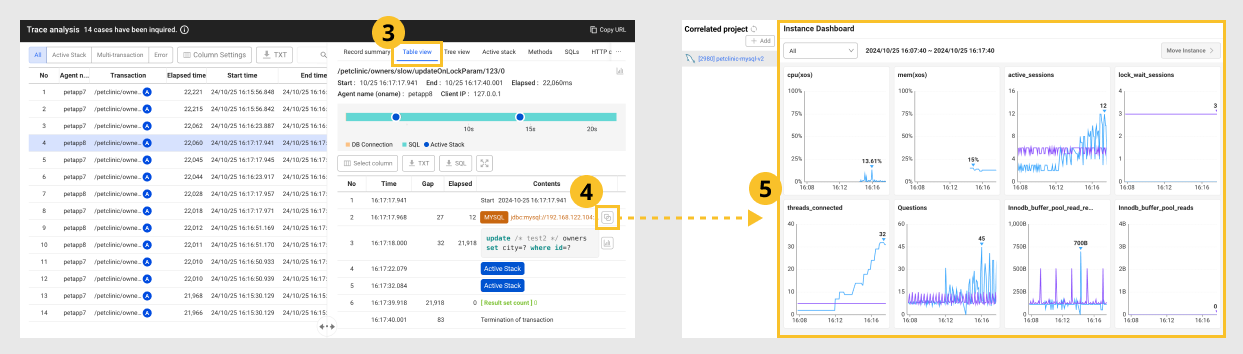 Trace analysis 14 cases have been inquired.
Copy URL
3
All Active Stack Multi-transaction Error Column Settings TXT
No Agent n... Transaction Elapsed time Start time End time
1 petapp7 /petclinic/owne... A 22,221 24/10/25 16:15:56.848 24/10/25 16:16:
2 petapp7 /petclinic/owne... A 22,215 24/10/25 16:15:56.842 24/10/25 16:16:
3 petapp7 /petclinic/owne... A 22,062 24/10/25 16:16:23.887 24/10/25 16:16:
4 petapp8 /petclinic/owne... A 22,060 24/10/25 16:17:17.941 24/10/25 16:17:
5 petapp7 /petclinic/owne... A 22,045 24/10/25 16:17:17.945 24/10/25 16:17:
6 petapp7 /petclinic/owne... A 22,044 24/10/25 16:16:23.917 24/10/25 16:16:
7 petapp8 /petclinic/owne... A 22,028 24/10/25 16:17:17.957 24/10/25 16:17:
8 petapp7 /petclinic/owne... A 22,018 24/10/25 16:17:17.971 24/10/25 16:17:
9 petapp8 /petclinic/owne... A 22,012 24/10/25 16:16:51.169 24/10/25 16:17:
10 petapp8 /petclinic/owne... A 22,011 24/10/25 16:16:51.170 24/10/25 16:17:
11 petapp7 /petclinic/owne... A 22,010 24/10/25 16:16:50.933 24/10/25 16:17:
12 petapp7 /petclinic/owne... A 22,010 24/10/25 16:16:50.939 24/10/25 16:17:
13 petapp7 /petclinic/owne... A 21,968 24/10/25 16:15:30.129 24/10/25 16:15:
14 petapp7 /petclinic/owne... A 21,966 24/10/25 16:15:30.129 24/10/25 16:15:
Record summary Table view Tree view Active stack Methods SQLs HTTP c ...
/petclinic/owners/slow/updateOnLockParam/123/0
Start : 10/25 16:17:17.941 End : 10/25 16:17:40.001 Elapsed : 22,060ms
Agent name (oname) : petapp8 Client IP : 127.0.0.1
10s 15s 20s
DB Connection SQL Active Stack
Select column TXT SQL
4
No Time Gap Elapsed Contents
1 16:17:17.941 Start 2024-10-25 16:17:17.941
2 16:17:17.968 27 12 MYSQL jdbc:mysql://192.168.122.104:
3 16:17:18.000 32 21,918 update /* test2 */ owners
set city=? where id=?
4 16:17:22.079 Active Stack
5 16:17:32.084 Active Stack
6 16:17:39.918 21,918 0 [ Result set count ] 0
16:17:40.001 83 Termination of transaction
5
Correlated project
+ Add
[2980] petclinic-mysql-v2
Instance Dashboard
All 2024/10/25 16:07:40 ~ 2024/10/25 16:17:40 Move Instance >
cpu(xos)
100%
75%
50%
25%
0%
13.61%
16:08 16:12 16:16
mem(xos)
100%
75%
50%
25%
0%
15%
16:08 16:12 16:16
active_sessions
16
12
8
4
0
12
16:08 16:12 16:16
lock_wait_sessions
4
3
2
1
0
3
16:08 16:12 16:16
threads_connected
40
30
20
10
0
32
16:08 16:12 16:16
Questions
60
45
30
15
0
45
16:08 16:12 16:16
Innodb_buffer_pool_read_re...
1,000B
750B
500B
250B
0
700B
16:08 16:12 16:16
Innodb_buffer_pool_reads
4B
3B
2B
1B
0
0
16:08 16:12 16:16